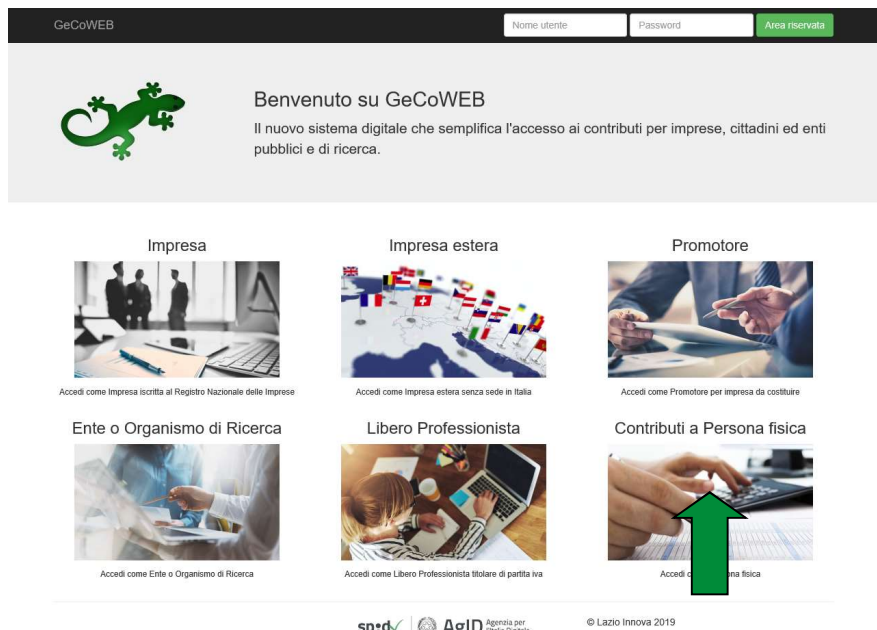 GeCoWEB
Nome utente
Password
Area riservata
Benvenuto su GeCoWEB
Il nuovo sistema digitale che semplifica l'accesso ai contributi per imprese, cittadini ed enti
pubblici e di ricerca.
Impresa
Impresa estera
Promotore
Accedi come Impresa iscritta al Registro Nazionale delle Imprese
Accedi come Impresa estera senza sede in Italia
Accedi come Promotore per impresa da costituire
Ente o Organismo di Ricerca
Libero Professionista
Contributi a Persona fisica
Accedi come Ente o Organismo di Ricerca
Accedi come Libero Professionista titolare di partita iva
Accedi fisica
spid
AgID
Agenzia per
© Lazio Innova 2019